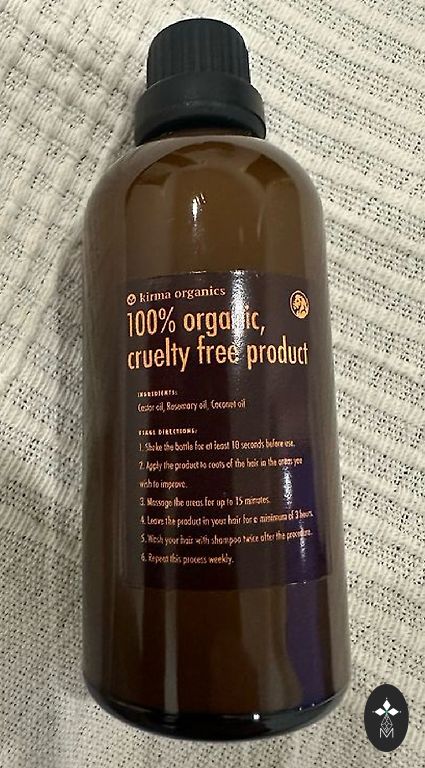 kirma organics
100% organic,
cruelty free product
INGREDIENTS:
Castor oil, Rosemary oil, Coconut oil
USAGE DIRECTIONS:
1. Shake the bottle for at least 10 seconds before use.
2. Apply the product to roots of the hair in the areas you
wish to improve.
3. Massage the areas for up to 15 minutes.
4. Leave the product in your hair for a minimum of 3 hours.
5. Wash your hair with shampoo twice after the procedure.
6. Repeat this process weekly.
M